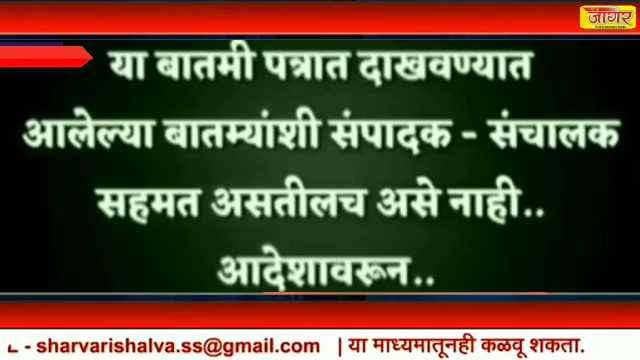 जागर
या बातमी पत्रात दाखवण्यात
आलेल्या बातम्यांशी संपादक - संचालक
सहमत असतीलच असे नाही..
आदेशावरून..
- sharvarishalva.ss@gmail.com | या माध्यमातूनही कळवू शकता.